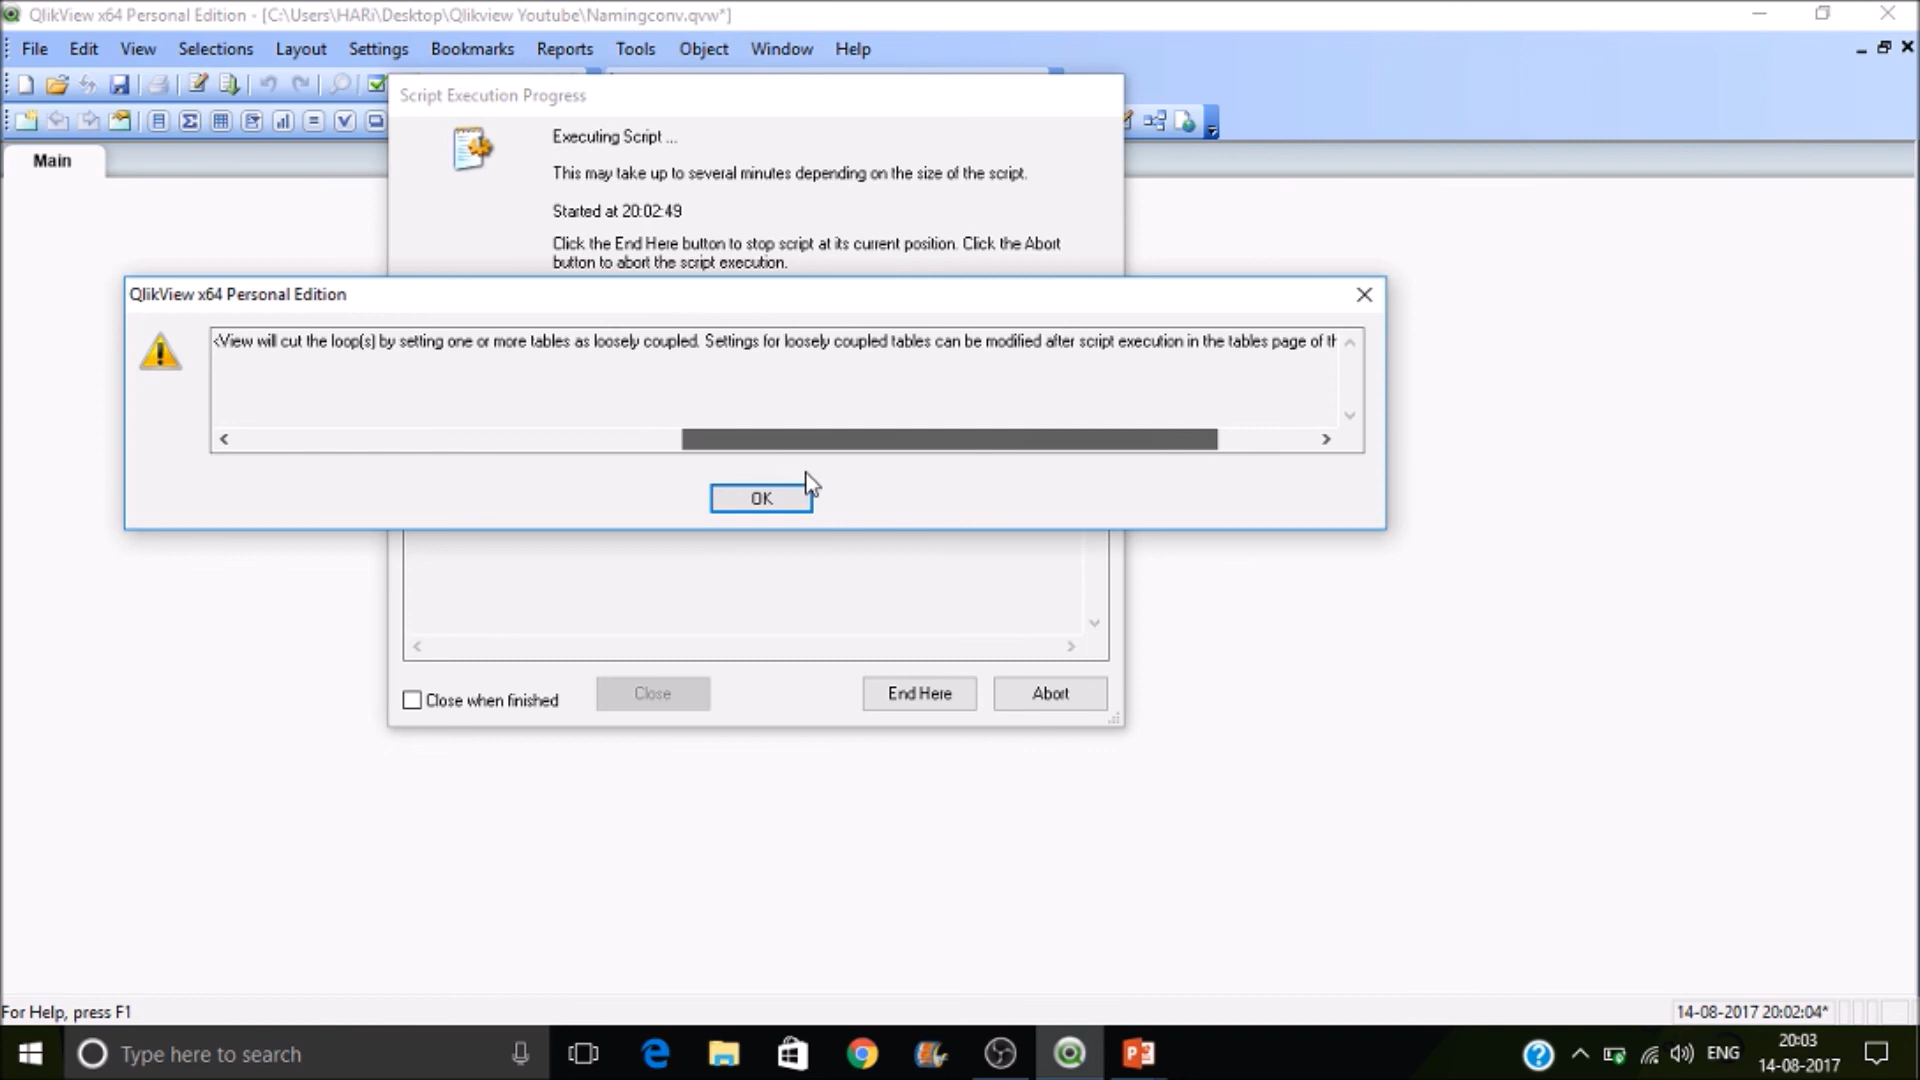 QlikView x64 Personal Edition - [C:\Users\HARi\Desktop\Qlikview Youtube\Namingconv.qvw*]
File Edit View Selections Layout Settings Bookmarks Reports Tools Object Window Help
Script Execution Progress
Main
Executing Script ...
This may take up to several minutes depending on the size of the script.
Started at 20:02:49
Click the End Here button to stop script at its current position. Click the Abort
button to abort the script execution.
QlikView x64 Personal Edition
View will cut the loop(s) by setting one or more tables as loosely coupled. Settings for loosely coupled tables can be modified after script execution in the tables page of
OK
Close when finished Close End Here Abort
For Help, press F1
14-08-2017 20:02:04*
Type here to search
ENG
20:03
14-08-2017